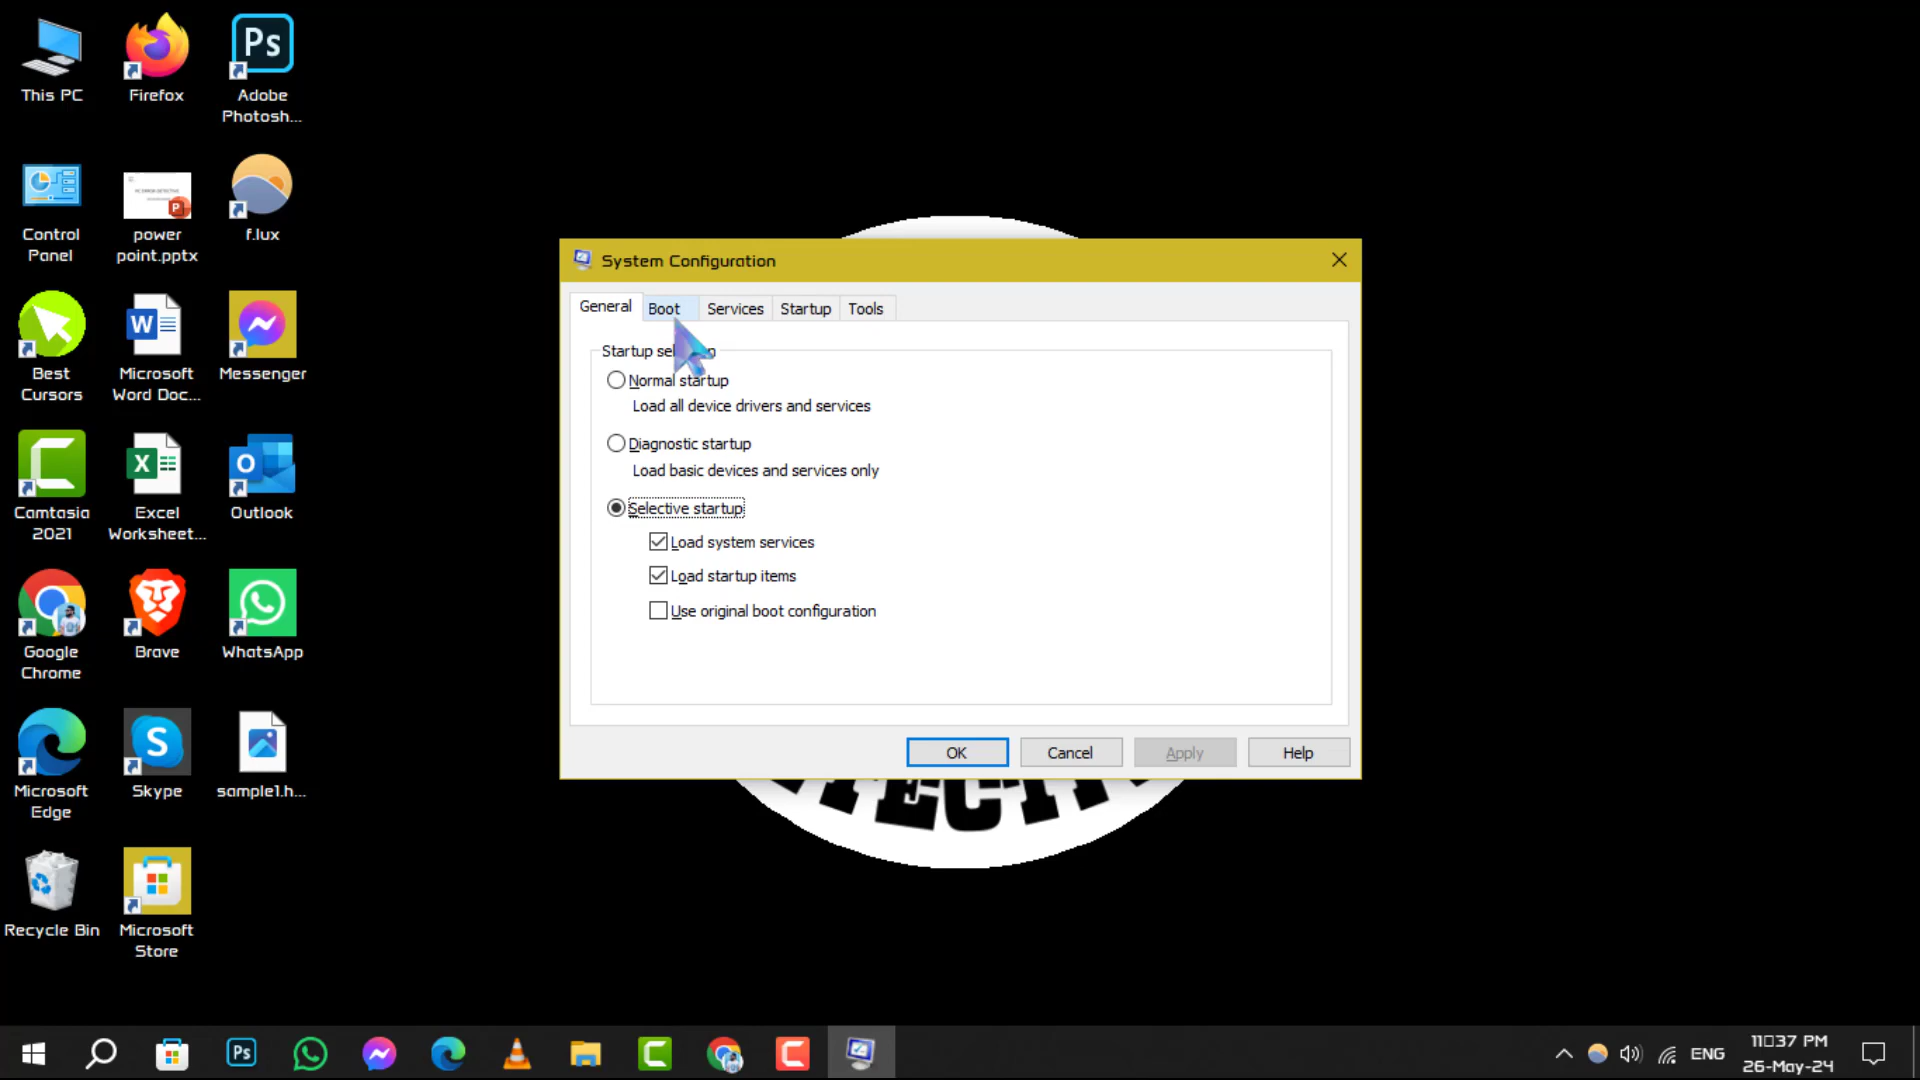 This PC
Firefox
Ps
Adobe
Photosh...
Control
Panel
power
point.pptx
f.lux
Best
Cursors
Microsoft
Word Doc...
Messenger
Camtasia
2021
Excel
Worksheet...
Outlook
Google
Chrome
Brave
WhatsApp
Microsoft
Edge
Skype
sample1.h...
Recycle Bin
Microsoft
Store
System Configuration
General
Boot
Services
Startup
Tools
Normal startup
Load all device drivers and services
Diagnostic startup
Load basic devices and services only
Selective startup
Load system services
Load startup items
Use original boot configuration
OK
Cancel
Apply
Help
Ps
ENG
11□37 PM
26-May-24